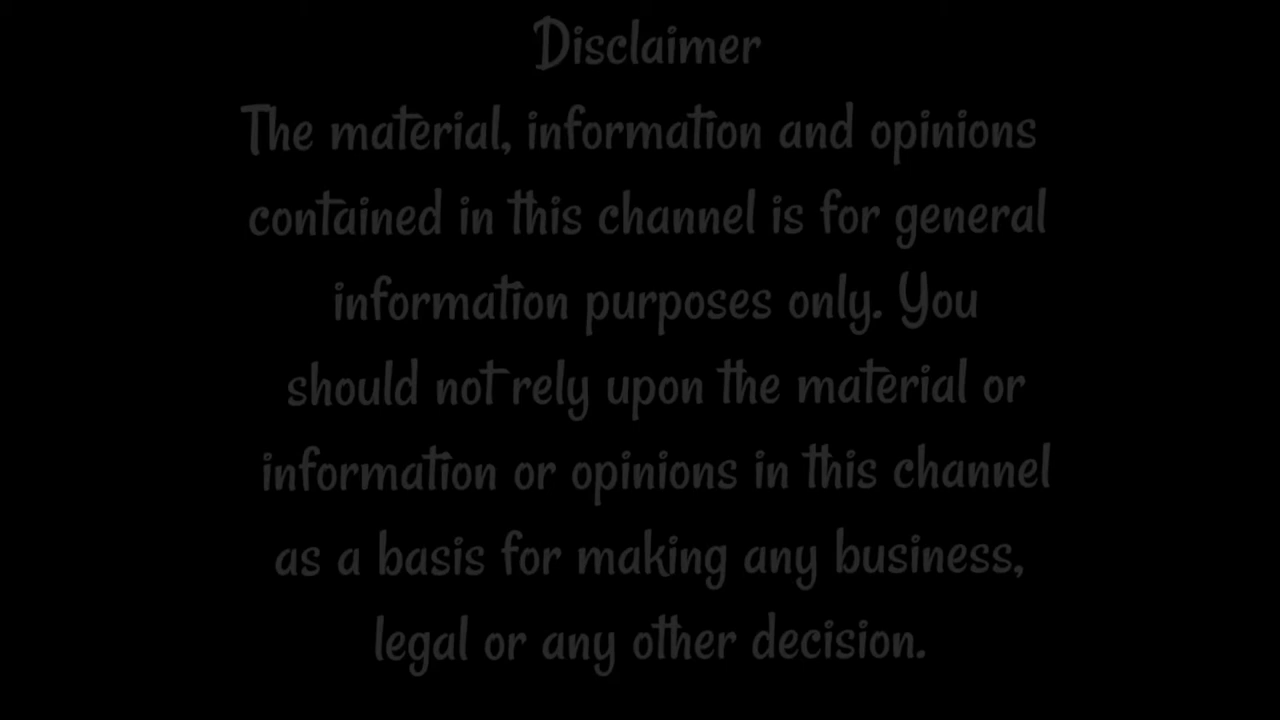 Disclaimer
The material, information and opinions
contained in this channel is for general
information purposes only. You
should not rely upon the material or
information or opinions in this channel
as a basis for making any business,
legal or any other decision.